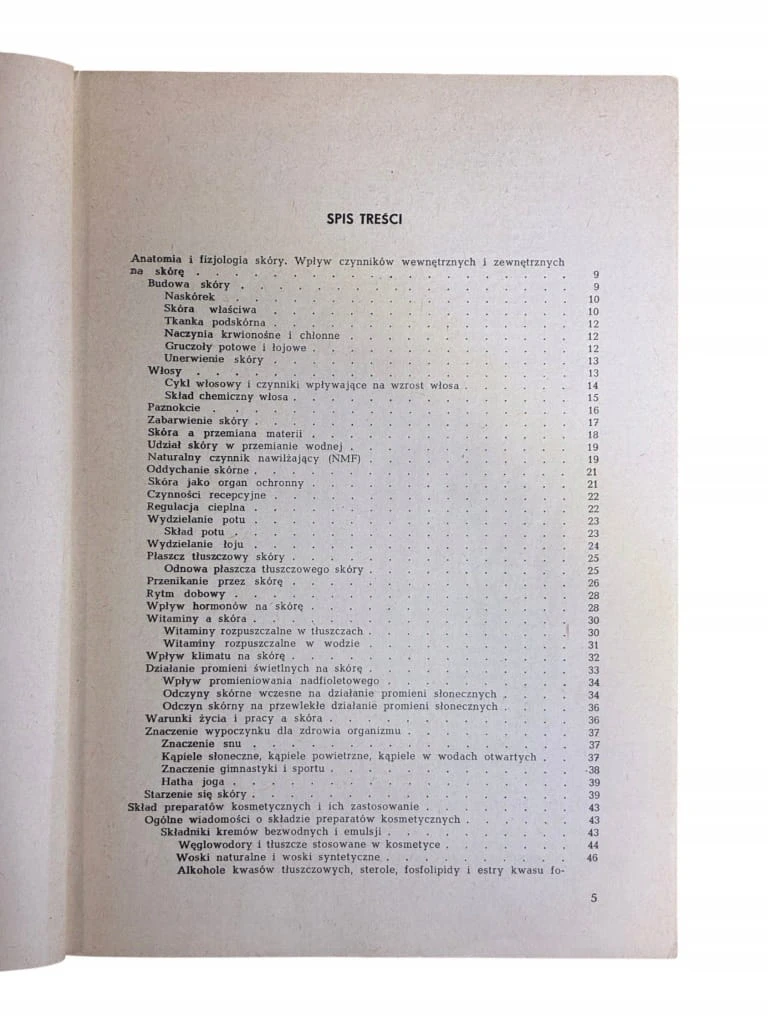 SPIS TREŚCI
Anatomia i fizjologia skóry. Wpływ czynników wewnętrznych i zewnętrznych
na skórę . . . . . . . . . . . . . . . . . . 9
Budowa skóry . . . . . . . . . . . . . . . . 9
Naskórek . . . . . . . . . . . . . . . . 10
Skóra właściwa . . . . . . . . . . . . . . 10
Tkanka podskórna . . . . . . . . . . . . . . 12
Naczynia krwionośne i chłonne . . . . . . . . . . . 12
Gruczoły potowe i łojowe . . . . . . . . . . . . 12
Unerwienie skóry . . . . . . . . . . . . . . 13
Włosy . . . . . . . . . . . . . . . . . 13
Cykl włosowy i czynniki wpływające na wzrost włosa . . . . . 14
Skład chemiczny włosa . . . . . . . . . . . . . 15
Paznokcie . . . . . . . . . . . . . . . . . 16
Zabarwienie skóry . . . . . . . . . . . . . . . 17
Skóra a przemiana materii . . . . . . . . . . . . 18
Udział skóry w przemianie wodnej . . . . . . . . . . 19
Naturalny czynnik nawilżający (NMF) . . . . . . . . . . 19
Oddychanie skórne . . . . . . . . . . . . . . . 21
Skóra jako organ ochronny . . . . . . . . . . . . 21
Czynności recepcyjne . . . . . . . . . . . . . . 22
Regulacja cieplna . . . . . . . . . . . . . . . 22
Wydzielanie potu . . . . . . . . . . . . . . . 23
Skład potu . . . . . . . . . . . . . . . . 23
Wydzielanie łoju . . . . . . . . . . . . . . . 24
Płaszcz tłuszczowy skóry . . . . . . . . . . . . . 25
Odnowa płaszcza tłuszczowego skóry . . . . . . . . . . 25
Przenikanie przez skórę . . . . . . . . . . . . . 26
Rytm dobowy . . . . . . . . . . . . . . . . 28
Wpływ hormonów na skórę . . . . . . . . . . . . . 28
Witaminy a skóra . . . . . . . . . . . . . . . 30
Witaminy rozpuszczalne w tłuszczach . . . . . . . . . . 30
Witaminy rozpuszczalne w wodzie . . . . . . . . . . 31
Wpływ klimatu na skórę . . . . . . . . . . . . . 32
Działanie promieni świetlnych na skórę . . . . . . . . . . 33
Wpływ promieniowania nadfioletowego . . . . . . . . . 34
Odczyny skórne wczesne na działanie promieni słonecznych . . . . 34
Odczyn skórny na przewlekłe działanie promieni słonecznych . . . . 36
Warunki życia i pracy a skóra . . . . . . . . . . . . 36
Znaczenie wypoczynku dla zdrowia organizmu . . . . . . . . 37
Znaczenie snu . . . . . . . . . . . . . . . 37
Kąpiele słoneczne, kąpiele powietrzne, kąpiele w wodach otwartych . . 37
Znaczenie gimnastyki i sportu . . . . . . . . . . . . 38
Hatha joga . . . . . . . . . . . . . . . . 39
Starzenie się skóry . . . . . . . . . . . . . . . 39
Skład preparatów kosmetycznych i ich zastosowanie . . . . . . . 43
Ogólne wiadomości o składzie preparatów kosmetycznych . . . . . 43
Składniki kremów bezwodnych i emulsji . . . . . . . . . 43
Węglowodory i tłuszcze stosowane w kosmetyce . . . . . . 44
Woski naturalne i woski syntetyczne . . . . . . . . . 46
Alkohole kwasów tłuszczowych, sterole, fosfolipidy i estry kwasu fo-
5